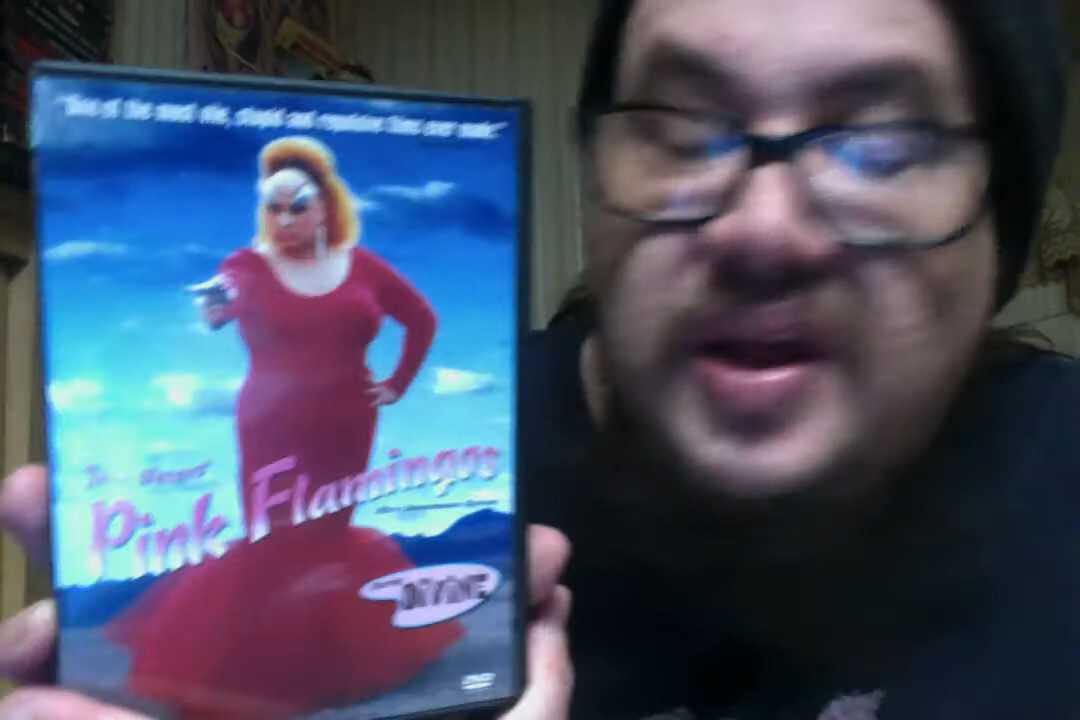 "One of the most vile, stupid and repulsive films ever made."
Pink Flamingos
DIVINE
DVD